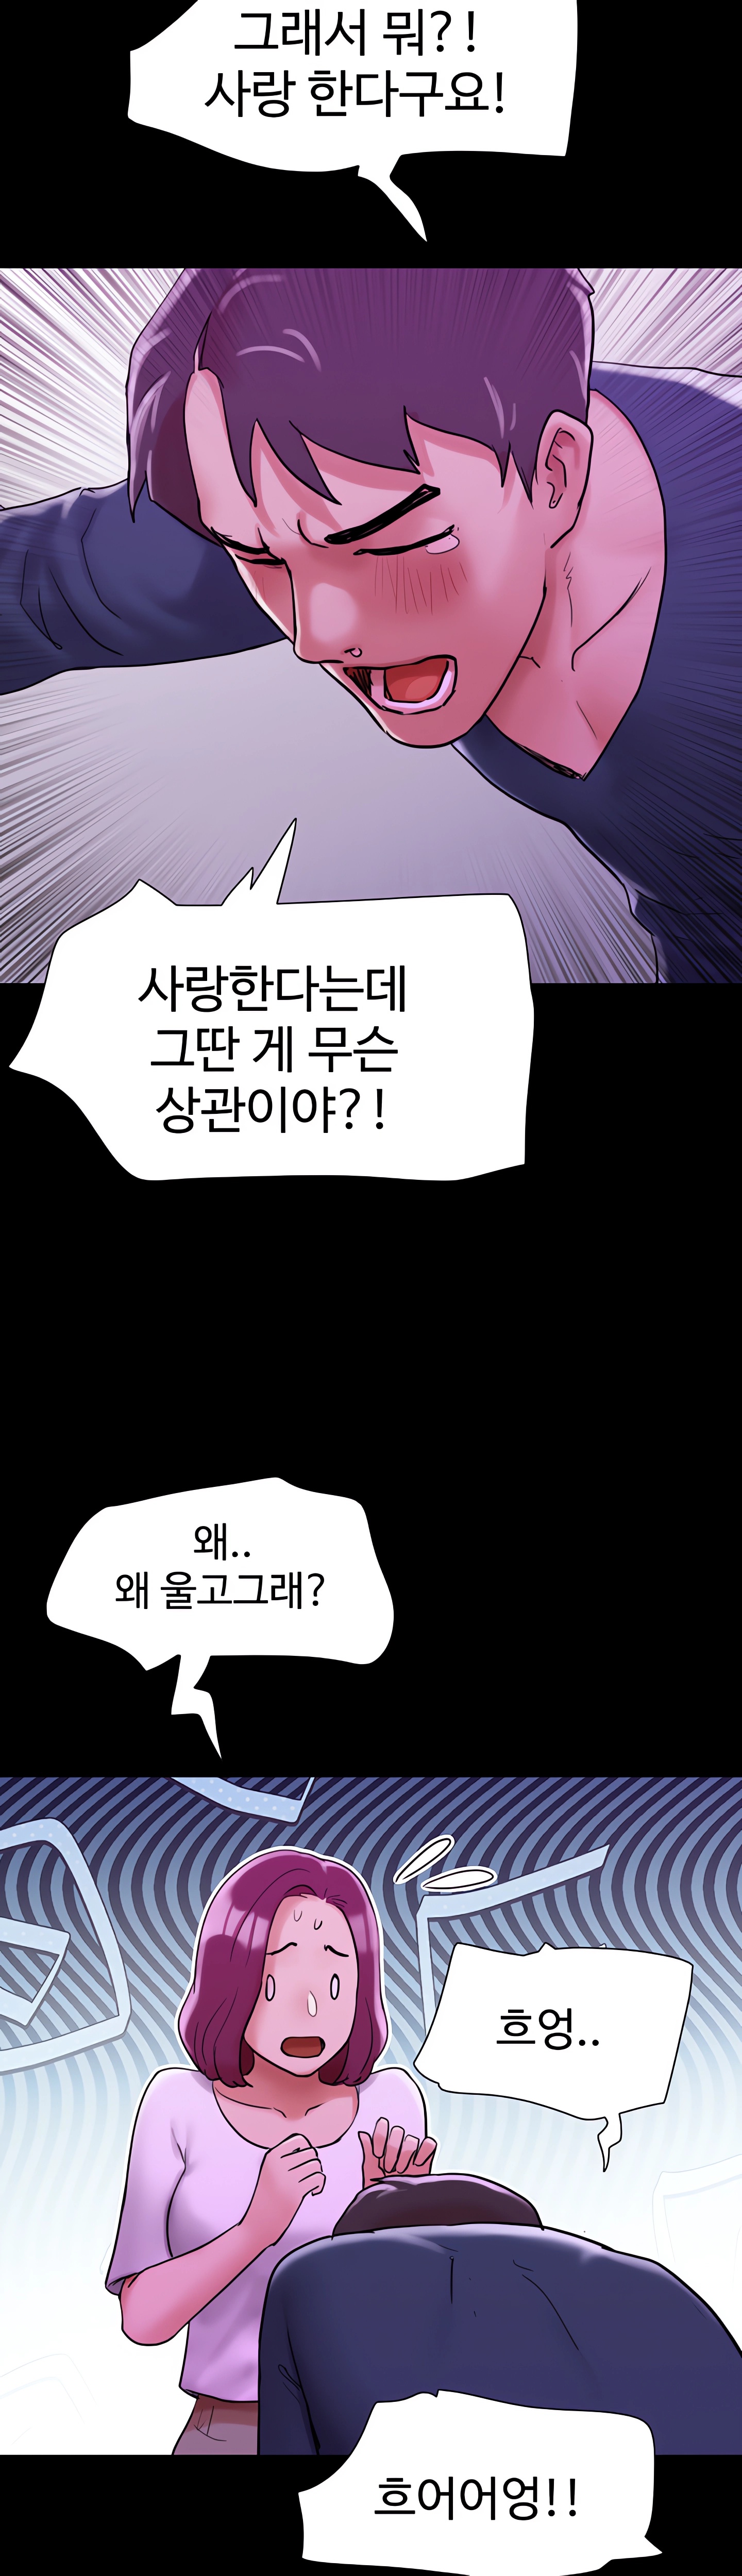 그래서 뭐?!
사랑 한다구요!
사랑한다는데
그딴 게 무슨
상관이야?!
왜..
왜 울고그래?
흐엉..
흐어어엉!!